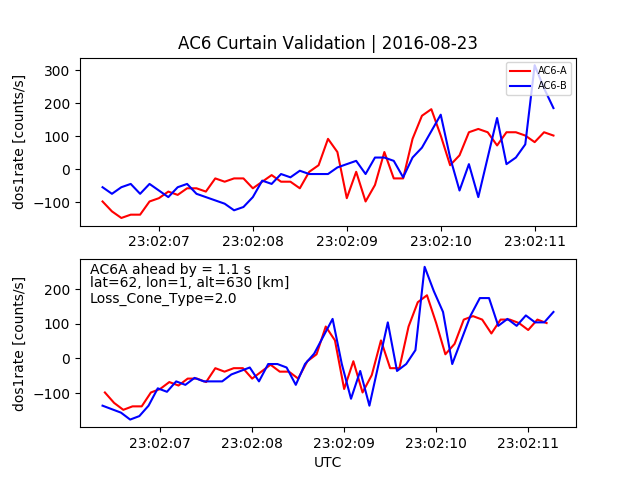 AC6 Curtain Validation | 2016-08-23
dos1rate [counts/s]
300
200
100
0
−100
AC6-A
AC6-B
23:02:07 23:02:08 23:02:09 23:02:10 23:02:11
dos1rate [counts/s]
200
100
0
−100
AC6A ahead by = 1.1 s
lat=62, lon=1, alt=630 [km]
Loss_Cone_Type=2.0
23:02:07 23:02:08 23:02:09 23:02:10 23:02:11
UTC